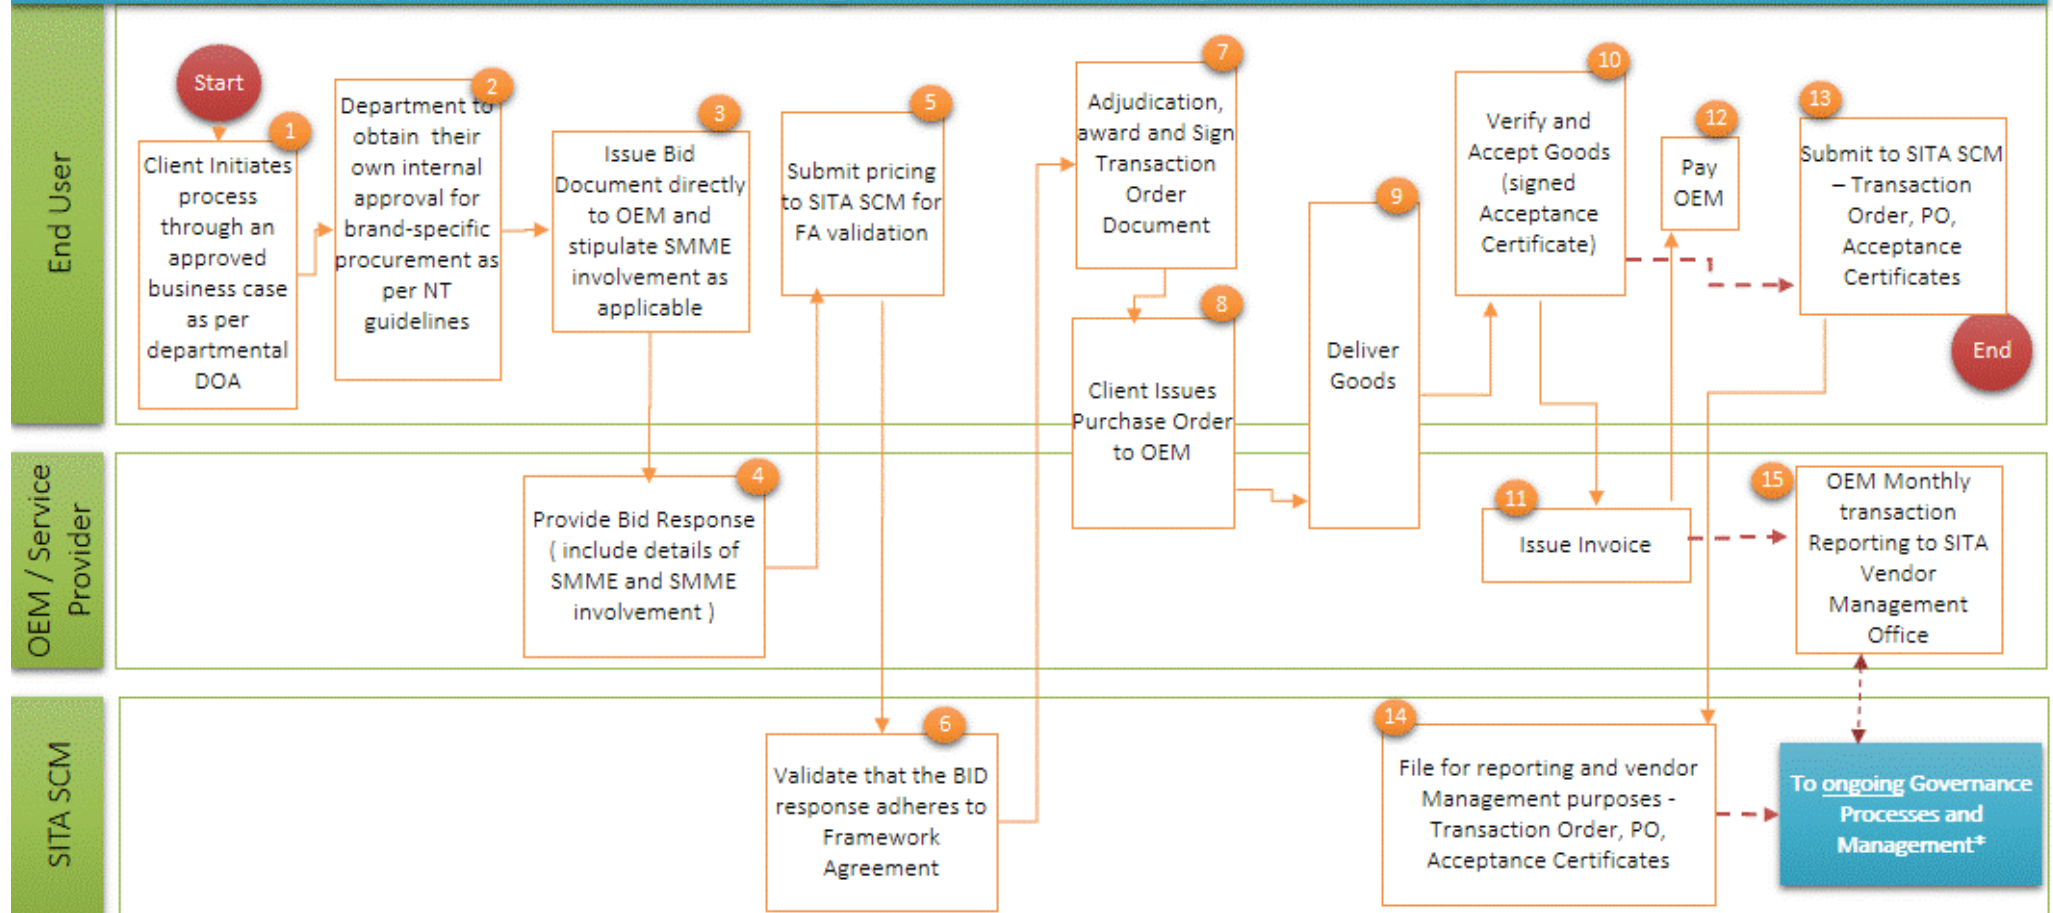 End User
Start
1
Client Initiates
process
through an
approved
business case
as per
departmental
DOA
2
Department to
obtain their
own internal
approval for
brand-specific
procurement as
per NT
guidelines
3
Issue Bid
Document directly
to OEM and
stipulate SMME
involvement as
applicable
5
Submit pricing
to SITA SCM for
FA validation
7
Adjudication,
award and Sign
Transaction
Order
Document
8
Client Issues
Purchase Order
to OEM
9
Deliver
Goods
10
Verify and
Accept Goods
(signed
Acceptance
Certificate)
12
Pay
OEM
13
Submit to SITA SCM
– Transaction
Order, PO,
Acceptance
Certificates
End
OEM / Service
Provider
4
Provide Bid Response
( include details of
SMME and SMME
involvement )
11
Issue Invoice
15
OEM Monthly
transaction
Reporting to SITA
Vendor
Management
Office
SITA SCM
6
Validate that the BID
response adheres to
Framework
Agreement
14
File for reporting and vendor
Management purposes -
Transaction Order, PO,
Acceptance Certificates
To ongoing Governance
Processes and
Management*